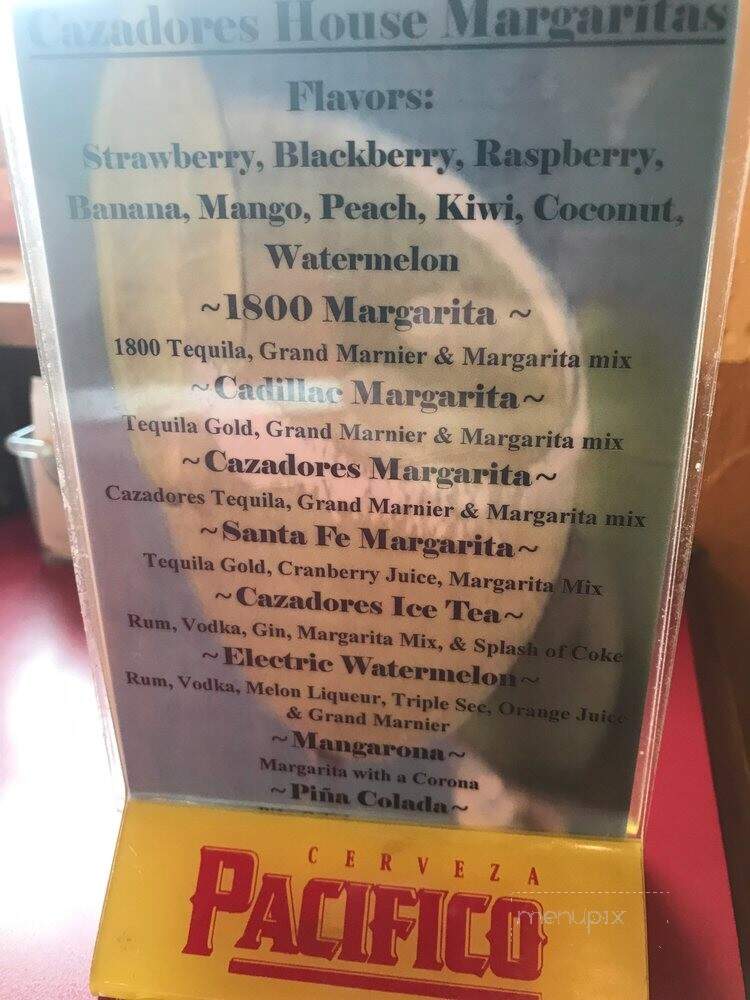 Cazadores House Margaritas
Flavors:
Strawberry, Blackberry, Raspberry,
Banana, Mango, Peach, Kiwi, Coconut,
Watermelon
~1800 Margarita ~
1800 Tequila, Grand Marnier & Margarita mix
~Cadillac Margarita~
Tequila Gold, Grand Marnier & Margarita mix
~Cazadores Margarita~
Cazadores Tequila, Grand Marnier & Margarita mix
~Santa Fe Margarita~
Tequila Gold, Cranberry Juice, Margarita Mix
~Cazadores Ice Tea~
Rum, Vodka, Gin, Margarita Mix, & Splash of Coke
~Electric Watermelon~
Rum, Vodka, Melon Liqueur, Triple Sec, Orange Juice
& Grand Marnier
~Mangarona~
Margarita with a Corona
~Piña Colada~
CERVEZA
PACIFICO
menupix